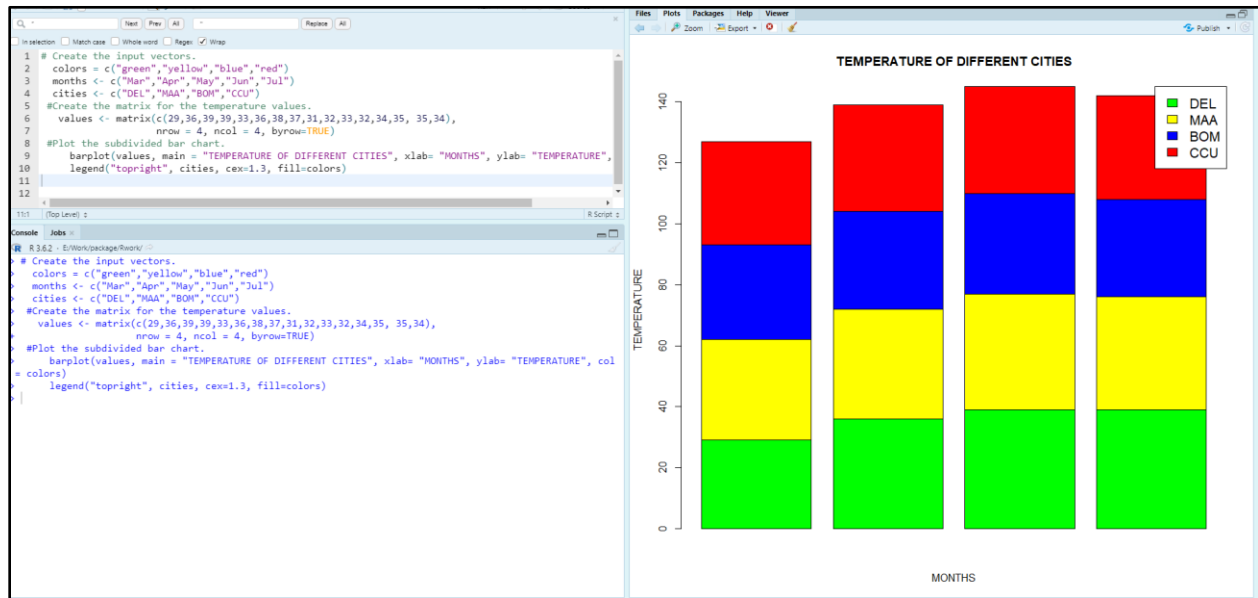 Next Prev All Replace All
In selection Match case Whole word Regex Wrap
1 # Create the input vectors.
2 colors = c("green","yellow","blue","red")
3 months <- c("Mar","Apr","May","Jun","Jul")
4 cities <- c("DEL","MAA","BOM","CCU")
5 #Create the matrix for the temperature values.
6 values <- matrix(c(29,36,39,39,33,36,38,37,31,32,33,32,34,35, 35,34),
7 nrow = 4, ncol = 4, byrow=TRUE)
8 #Plot the subdivided bar chart.
9 barplot(values, main = "TEMPERATURE OF DIFFERENT CITIES", xlab= "MONTHS", ylab= "TEMPERATURE",
10 legend("topright", cities, cex=1.3, fill=colors)
11
12
11:1 (Top Level) R Script
Console Jobs
R 3.6.2 · E:/Work/package/Rwork/
> # Create the input vectors.
> colors = c("green","yellow","blue","red")
> months <- c("Mar","Apr","May","Jun","Jul")
> cities <- c("DEL","MAA","BOM","CCU")
> #Create the matrix for the temperature values.
> values <- matrix(c(29,36,39,39,33,36,38,37,31,32,33,32,34,35, 35,34),
nrow = 4, ncol = 4, byrow=TRUE)
> #Plot the subdivided bar chart.
> barplot(values, main = "TEMPERATURE OF DIFFERENT CITIES", xlab= "MONTHS", ylab= "TEMPERATURE", col
= colors)
> legend("topright", cities, cex=1.3, fill=colors)
>
Files Plots Packages Help Viewer
Zoom Export Publish
TEMPERATURE OF DIFFERENT CITIES
DEL
MAA
BOM
CCU
TEMPERATURE
140
120
100
80
60
40
20
0
MONTHS